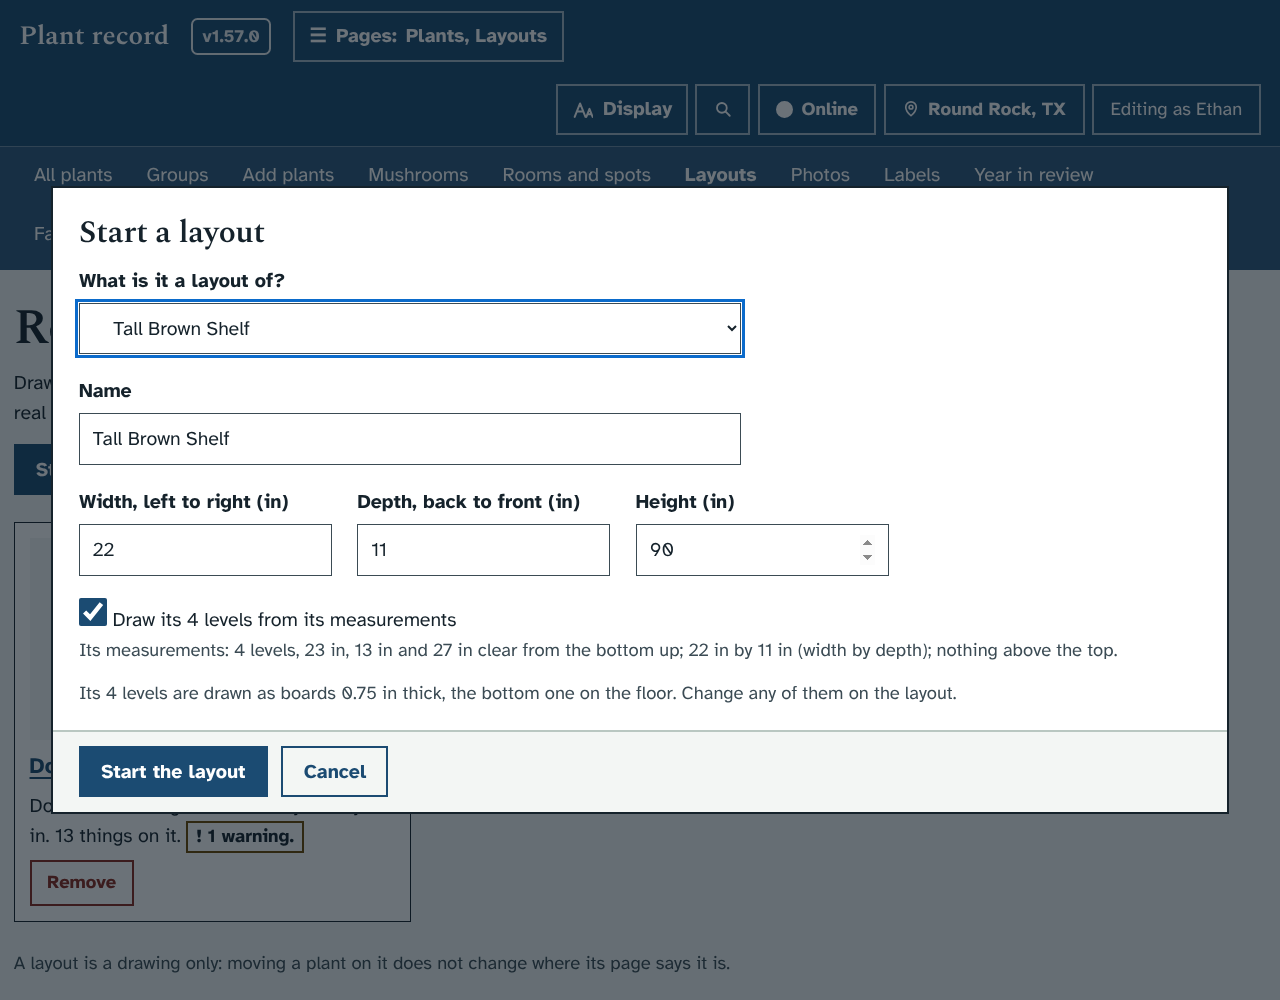 Plant record
v1.57.0
Pages: Plants, Layouts
Display
Online
Round Rock, TX
Editing as Ethan
All plants
Groups
Add plants
Mushrooms
Rooms and spots
Layouts
Photos
Labels
Year in review
Start a layout
What is it a layout of?
Tall Brown Shelf
Name
Tall Brown Shelf
Width, left to right (in)
Depth, back to front (in)
Height (in)
22
11
90
Draw its 4 levels from its measurements
Its measurements: 4 levels, 23 in, 13 in and 27 in clear from the bottom up; 22 in by 11 in (width by depth); nothing above the top.
Its 4 levels are drawn as boards 0.75 in thick, the bottom one on the floor. Change any of them on the layout.
Start the layout
Cancel
real
in. 13 things on it.
! 1 warning.
Remove
A layout is a drawing only: moving a plant on it does not change where its page says it is.